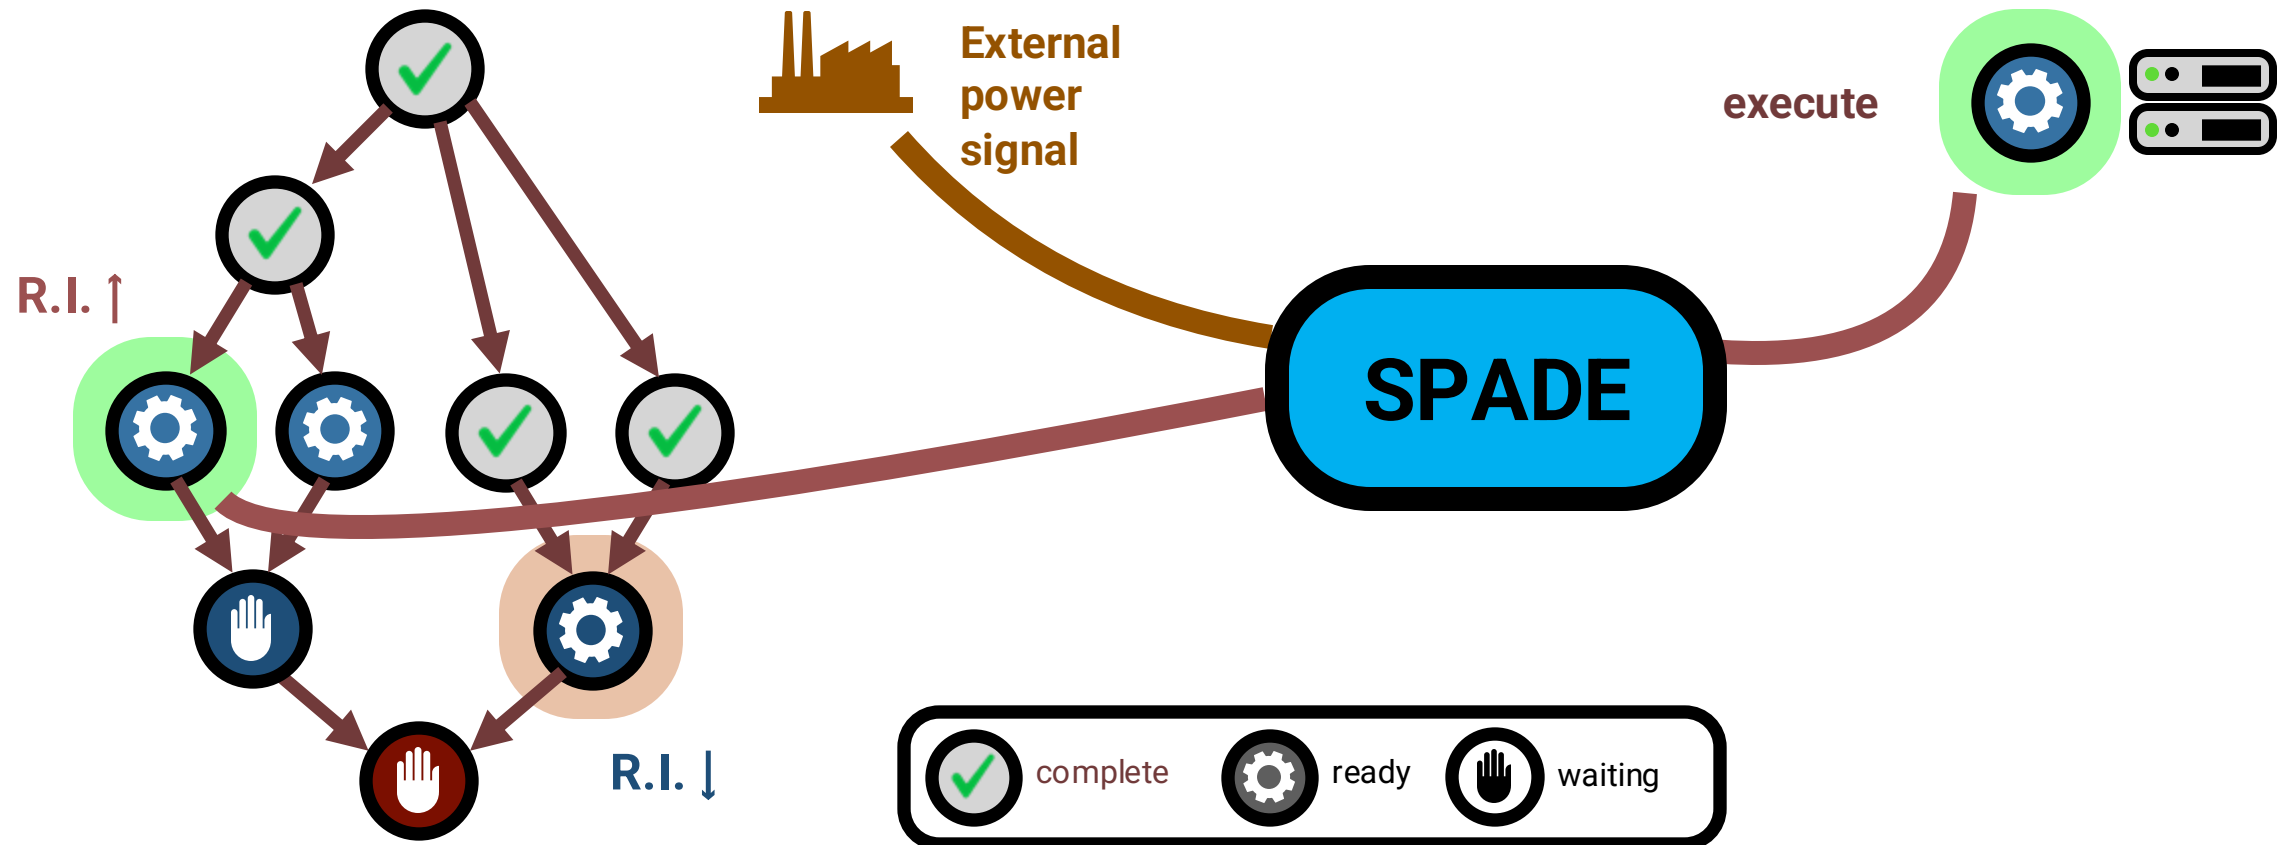 External
power
signal
execute
R.I. ↑
SPADE
R.I. ↓
complete
ready
waiting